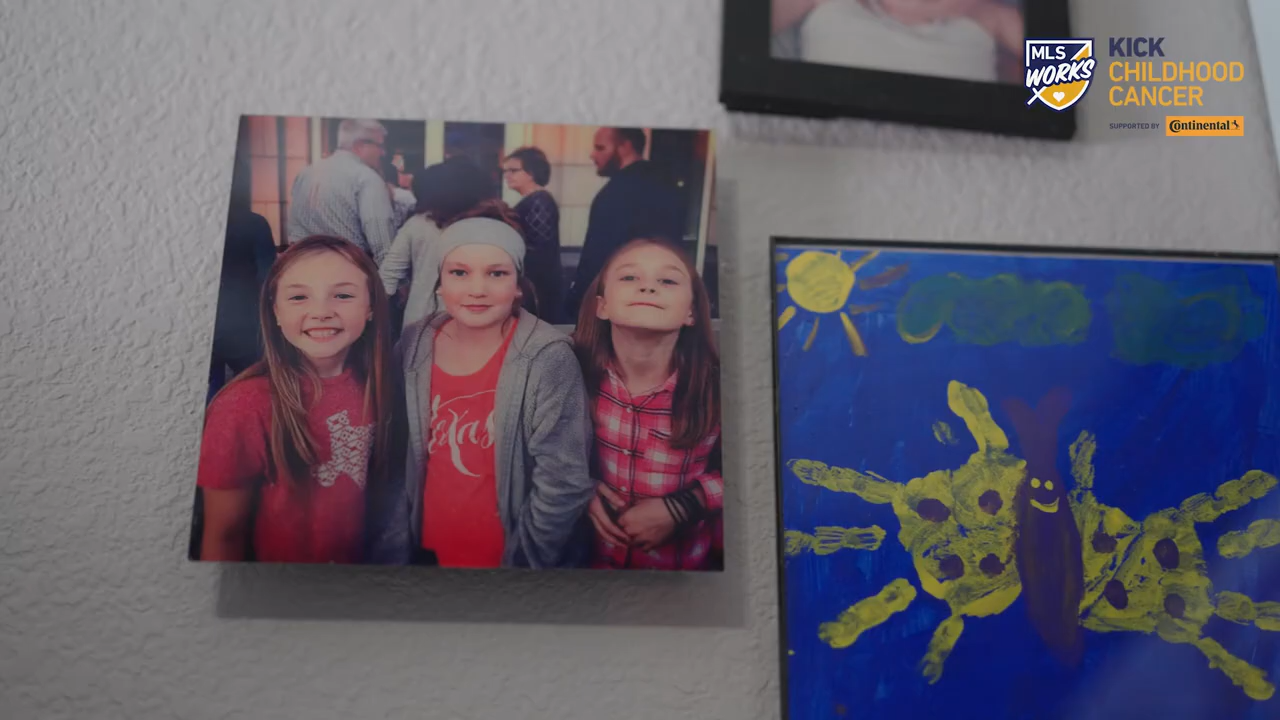 MLS
WORKS
KICK
CHILDHOOD
CANCER
SUPPORTED BY Continental
Texas